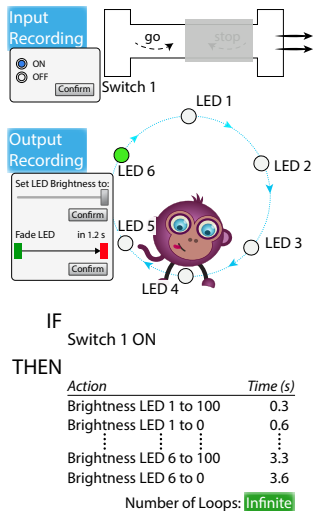 Input
Recording
ON
OFF
Confirm
go
stop
Switch 1
LED 1
LED 2
LED 3
LED 4
LED 5
LED 6
Output
Recording
Set LED Brightness to:
Confirm
Fade LED in 1.2 s
Confirm
IF
Switch 1 ON
THEN
Action Time (s)
Brightness LED 1 to 100 0.3
Brightness LED 1 to 0 0.6
Brightness LED 6 to 100 3.3
Brightness LED 6 to 0 3.6
Number of Loops: Infinite